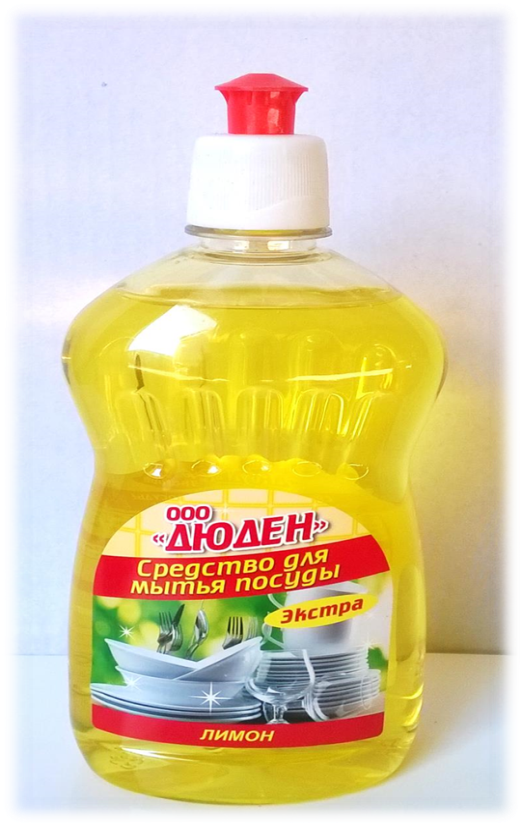 ООО
«ДЮДЕН»
Средство для
мытья посуды
Экстра
ЛИМОН